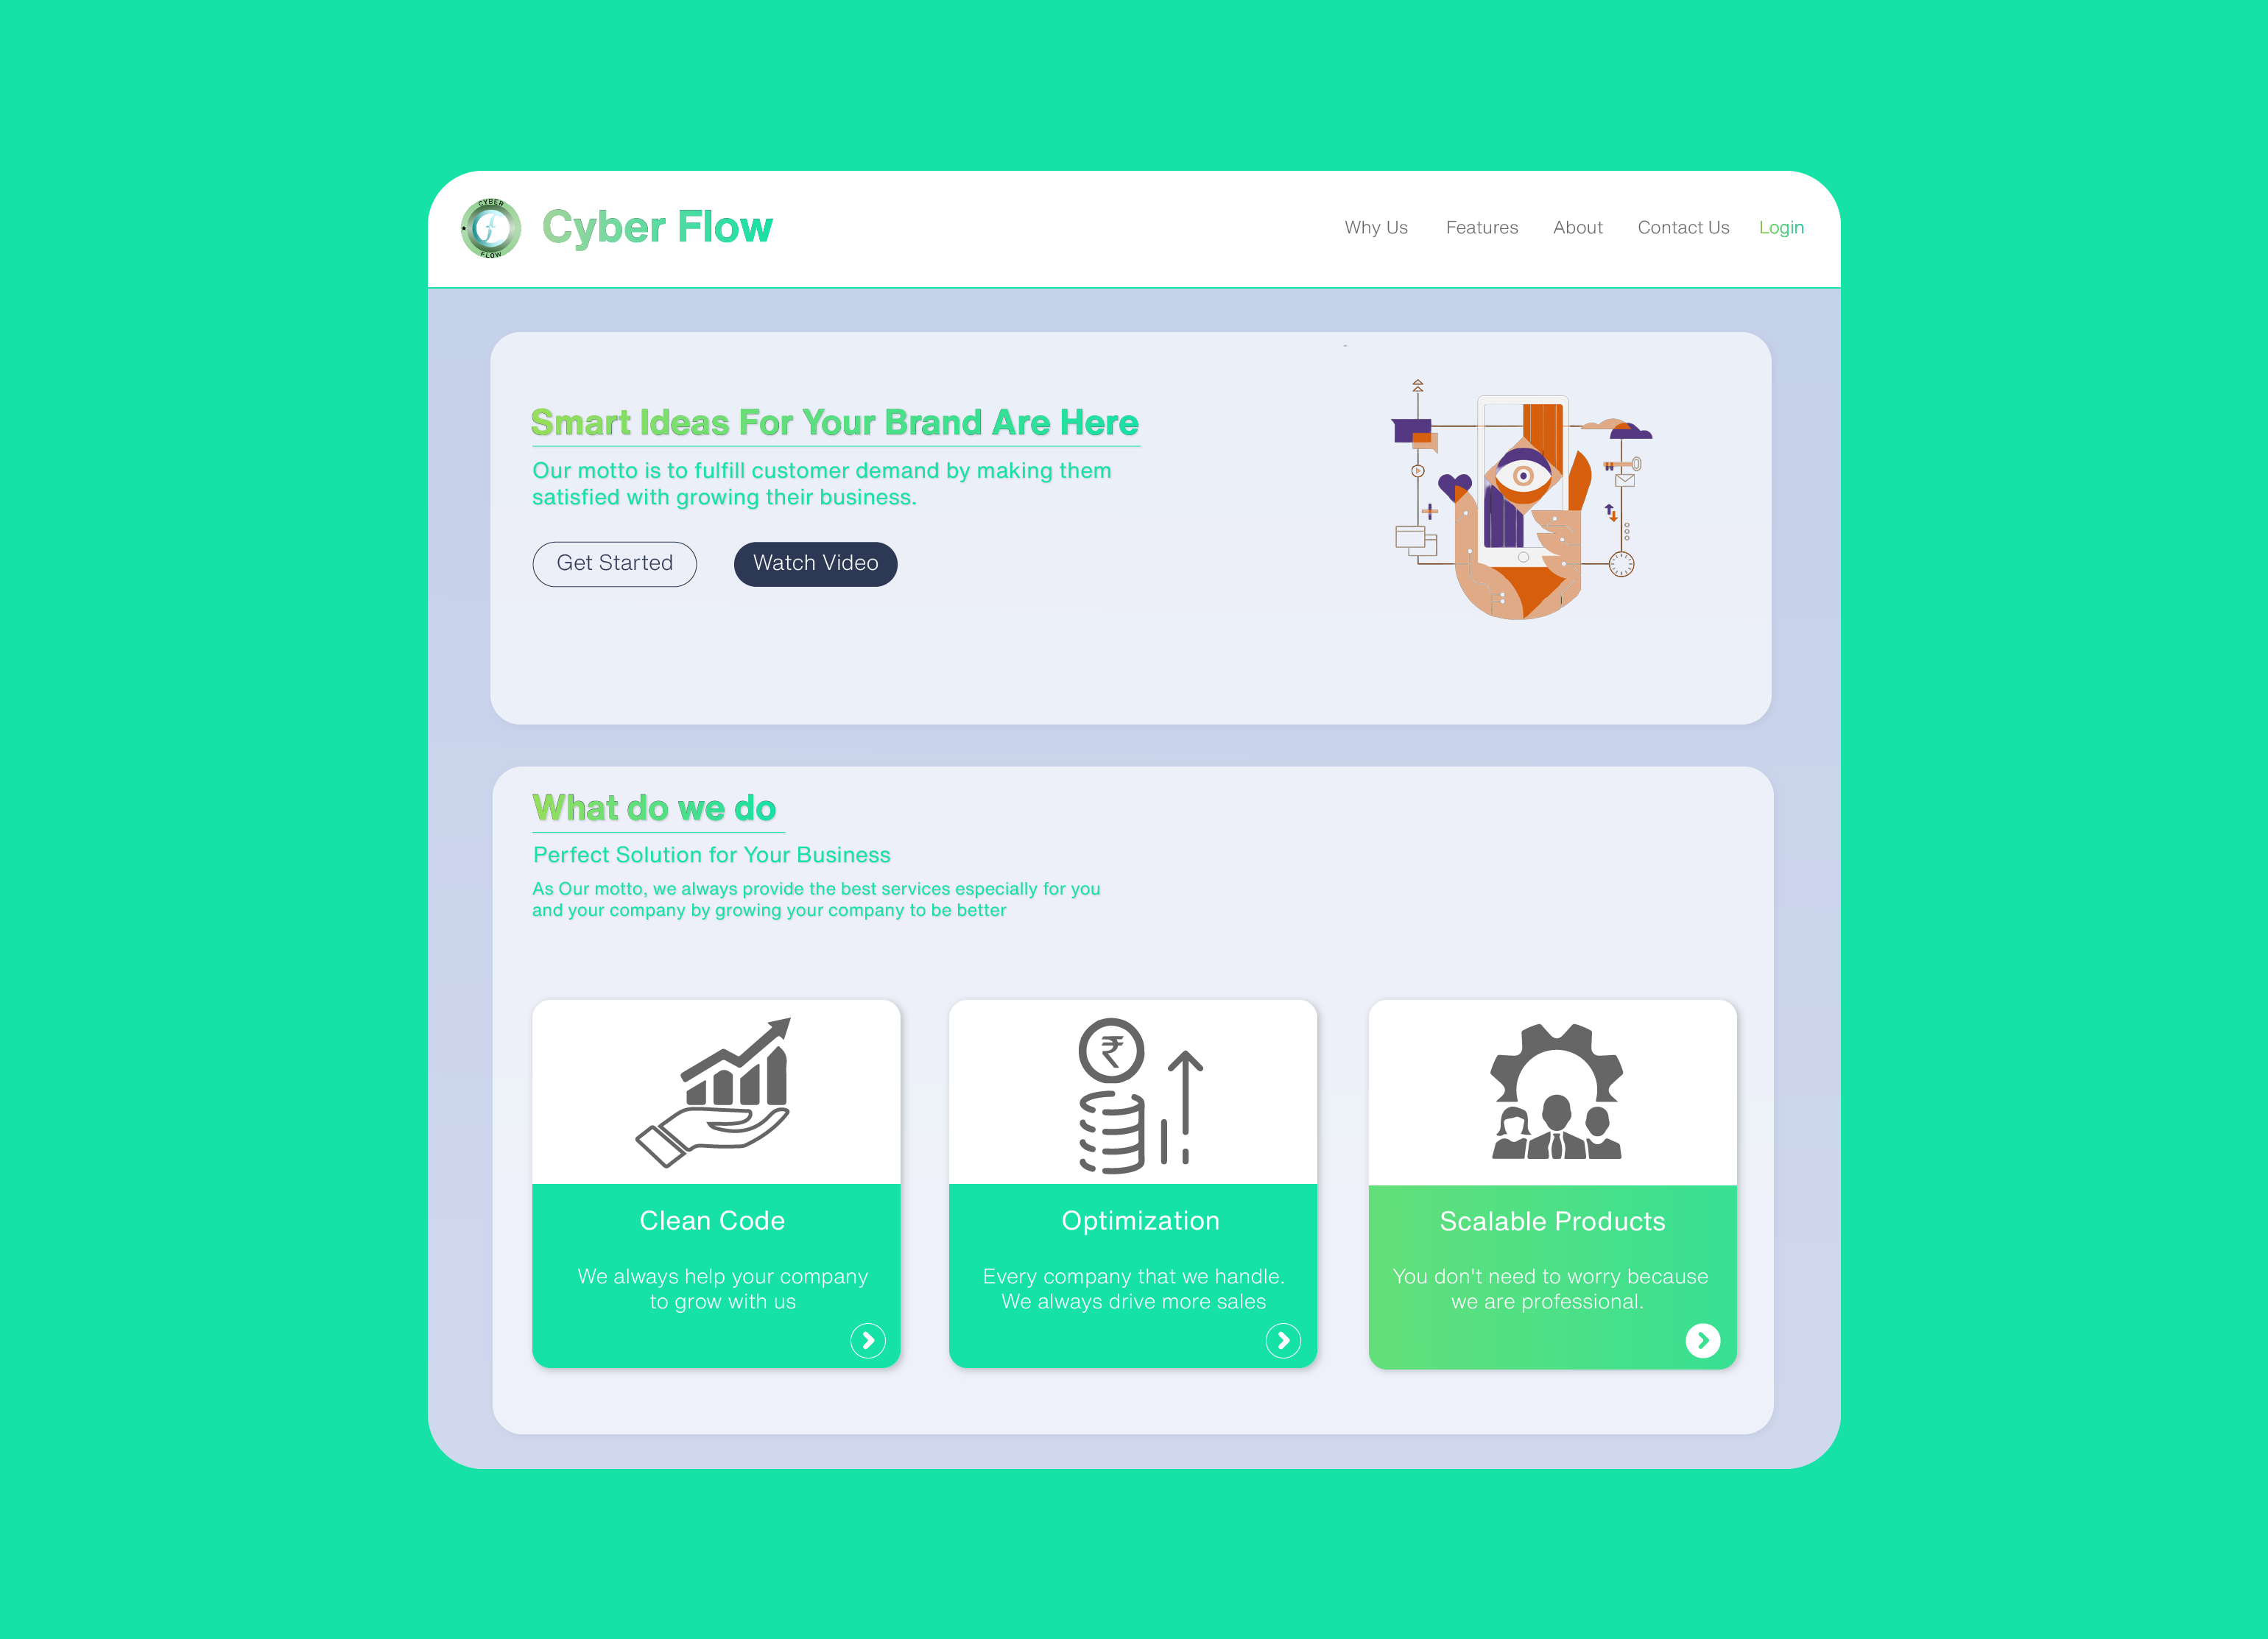 CYBER
FLOW
Cyber Flow
Why Us
Features
About
Contact Us
Login
Smart Ideas For Your Brand Are Here
Our motto is to fulfill customer demand by making them
satisfied with growing their business.
Get Started
Watch Video
What do we do
Perfect Solution for Your Business
As Our motto, we always provide the best services especially for you
and your company by growing your company to be better
₹
Clean Code
We always help your company
to grow with us
Optimization
Every company that we handle.
We always drive more sales
Scalable Products
You don't need to worry because
we are professional.